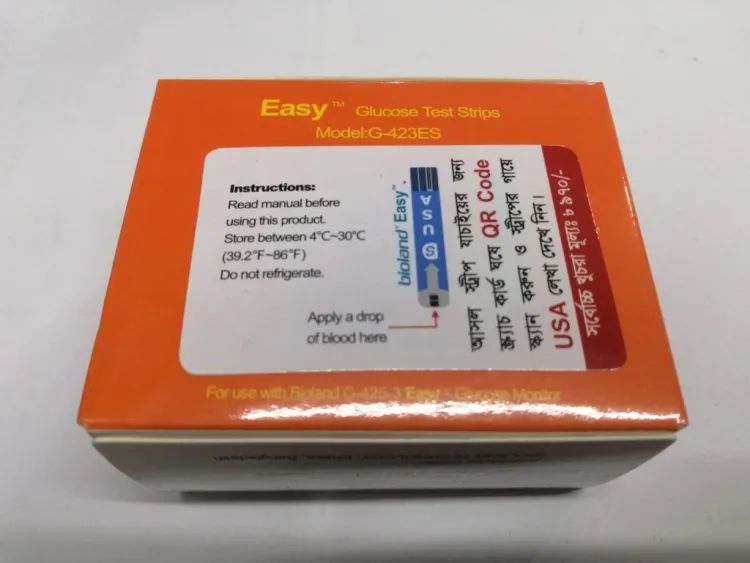 Easy™ Glucose Test Strips
Model:G-423ES
Instructions:
Read manual before
using this product.
Store between 4℃~30℃
(39.2°F~86°F)
Do not refrigerate.
Apply a drop
of blood here
bioland® Easy™.
S USA
আসল স্ট্রীপ যাচাইয়ের জন্য
স্ক্র্যাচ কার্ড ঘষে QR Code
স্ক্যান করুন ও স্ট্রীপের গায়ে
USA লেখা দেখে নিন।
সর্বোচ্চ খুচরা মূল্যঃ ৳ ৯৭০/-
For use with Bioland G-425-3 Easy™ Glucose Monitor